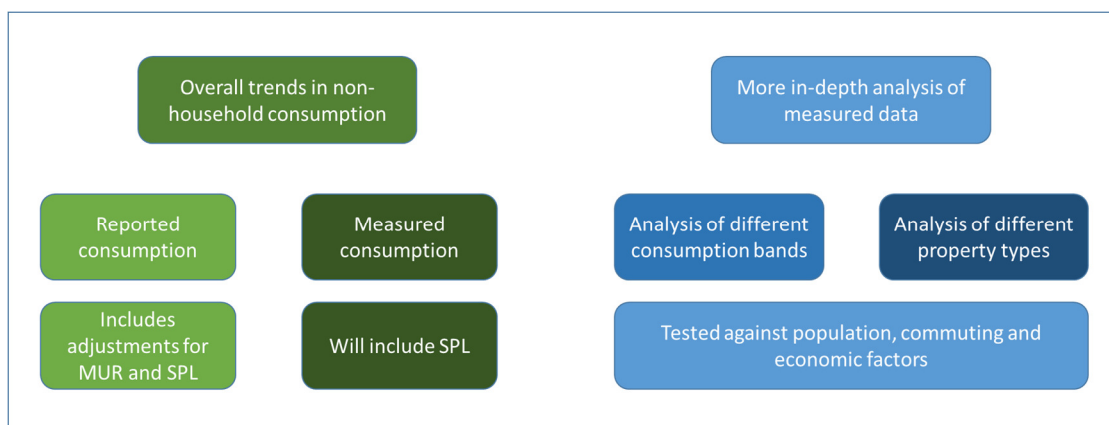 Overall trends in non-
household consumption
More in-depth analysis of
measured data
Reported
consumption
Measured
consumption
Analysis of different
consumption bands
Analysis of different
property types
Includes
adjustments for
MUR and SPL
Will include SPL
Tested against population, commuting and
economic factors